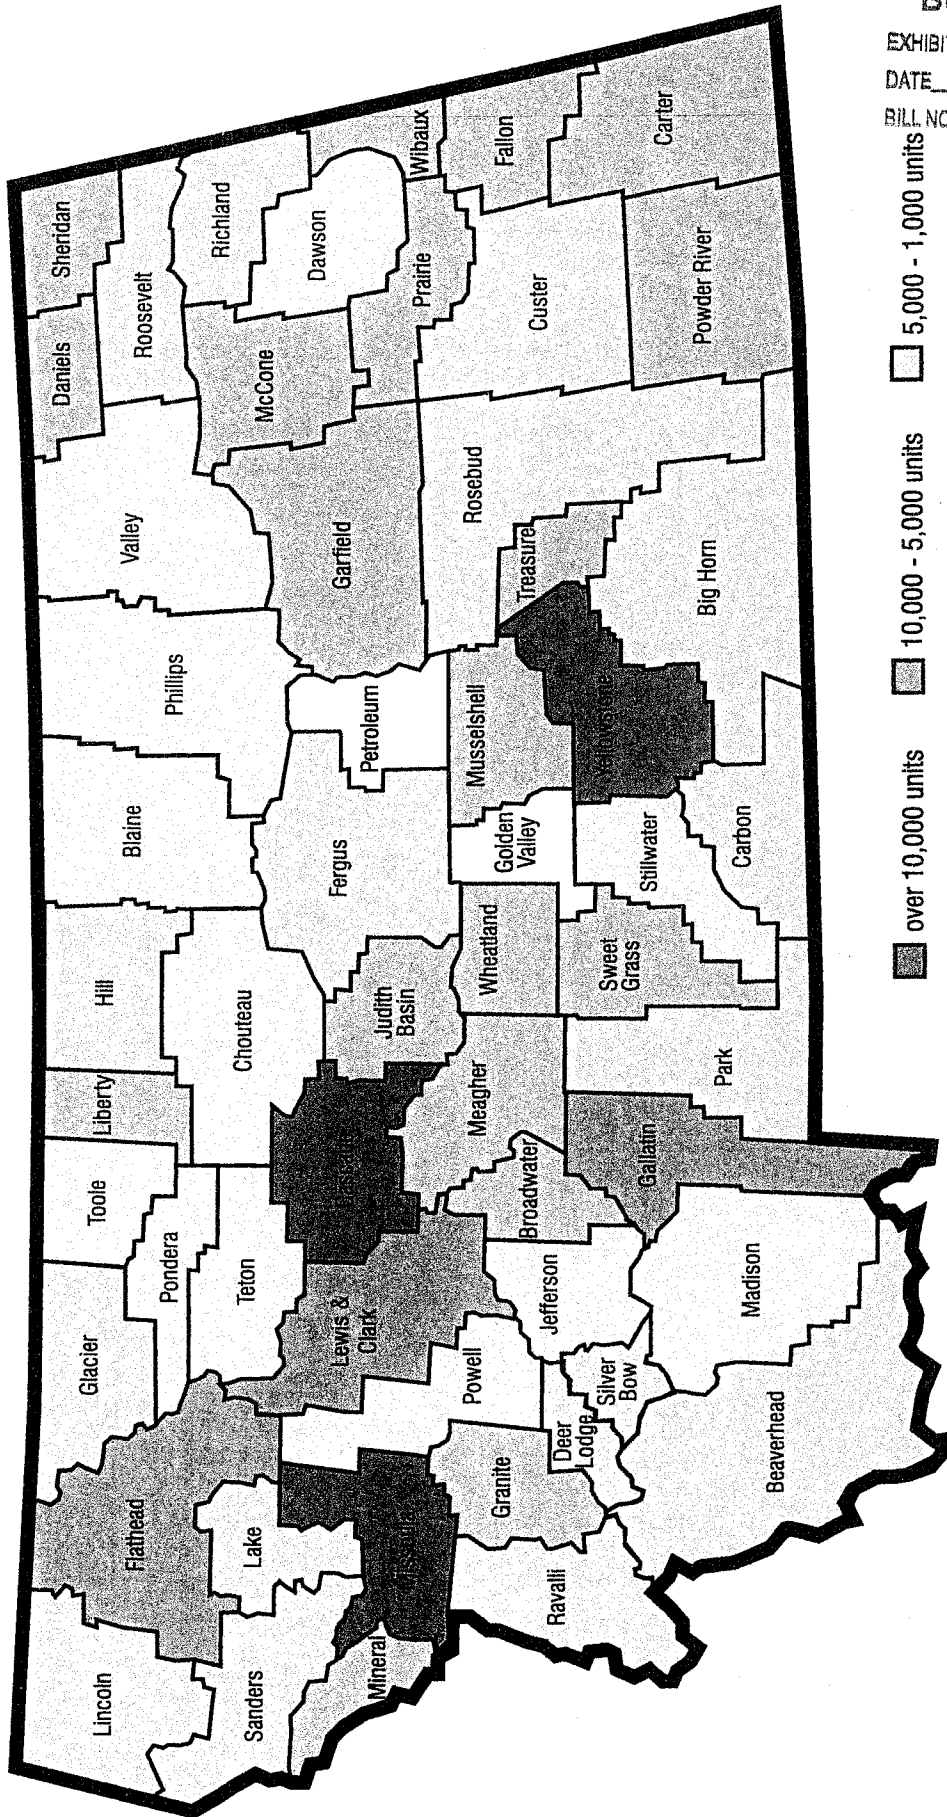 Lincoln
Flathead
Glacier
Toole
Liberty
Hill
Blaine
Phillips
Valley
Daniels
Sheridan
Roosevelt
Sanders
Lake
Pondera
Teton
Chouteau
Richland
McCone
Dawson
Mineral
Missoula
Powell
Lewis &
Clark
Judith
Basin
Fergus
Petroleum
Garfield
Prairie
Wibaux
Granite
Meagher
Wheatland
Golden
Valley
Musselshell
Rosebud
Treasure
Custer
Fallon
Ravalli
Deer
Lodge
Silver
Bow
Jefferson
Broadwater
Gallatin
Sweet
Grass
Stillwater
Yellowstone
Big Horn
Powder River
Carter
Beaverhead
Madison
Park
Carbon
over 10,000 units
10,000 - 5,000 units
5,000 - 1,000 units
EXHIBI
DATE
BILL NO